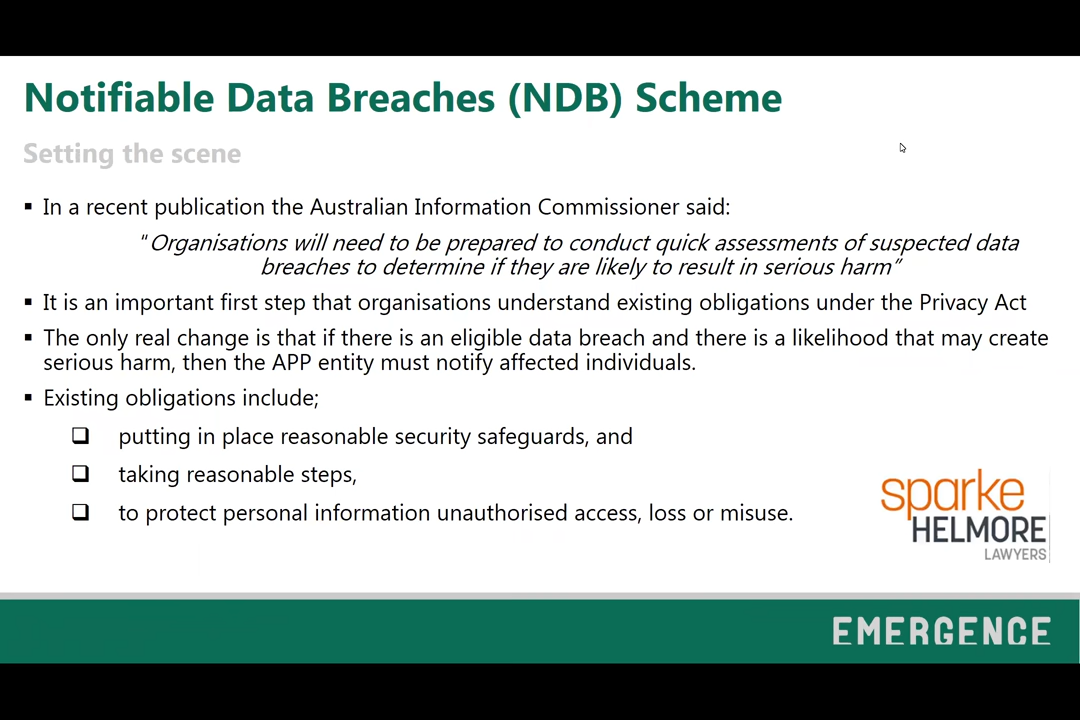 Notifiable Data Breaches (NDB) Scheme
Setting the scene
▪ In a recent publication the Australian Information Commissioner said:
“Organisations will need to be prepared to conduct quick assessments of suspected data
breaches to determine if they are likely to result in serious harm”
▪ It is an important first step that organisations understand existing obligations under the Privacy Act
▪ The only real change is that if there is an eligible data breach and there is a likelihood that may create
serious harm, then the APP entity must notify affected individuals.
▪ Existing obligations include;
❑ putting in place reasonable security safeguards, and
❑ taking reasonable steps,
❑ to protect personal information unauthorised access, loss or misuse.
sparke
HELMORE
LAWYERS
EMERGENCE